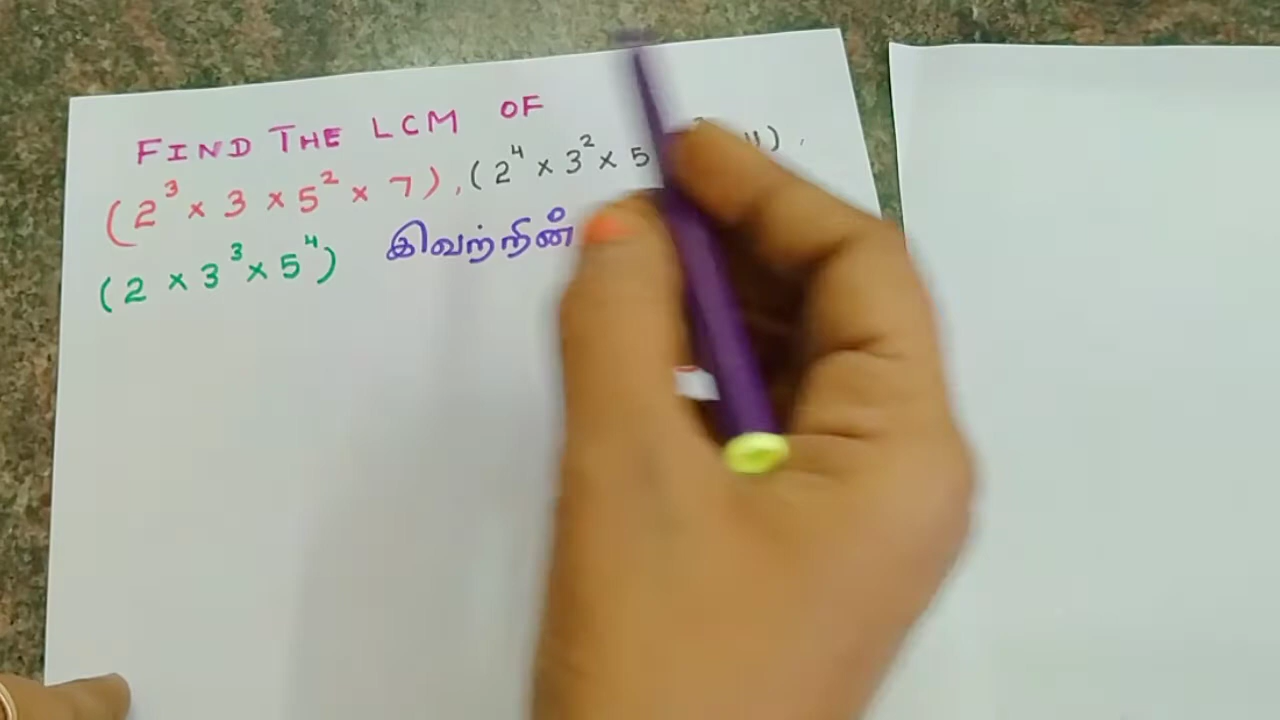 FIND THE LCM OF
(2³ × 3 × 5² × 7), (2⁴ × 3² × 5
(2 × 3³ × 5⁴) இவற்றின்